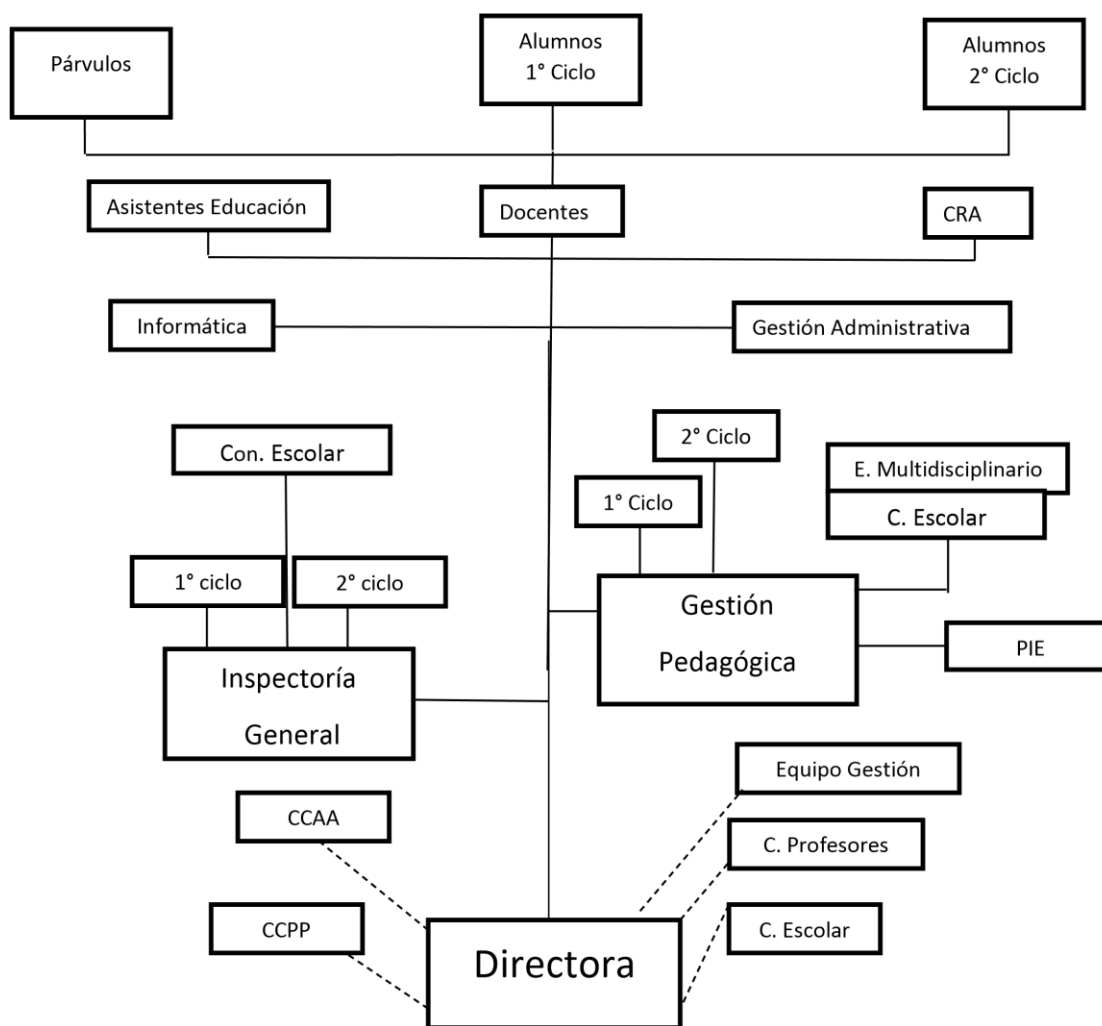 Párvulos
Alumnos
1° Ciclo
Alumnos
2° Ciclo
Asistentes Educación
Docentes
CRA
Informática
Gestión Administrativa
Con. Escolar
2° Ciclo
E. Multidisciplinario
1° Ciclo
C. Escolar
1° ciclo
2° ciclo
Gestión
Pedagógica
PIE
Inspectoría
General
Equipo Gestión
CCAA
C. Profesores
CCPP
C. Escolar
Directora